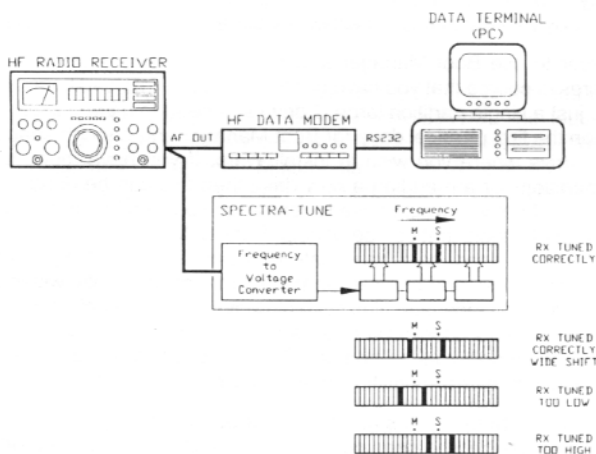 DATA TERMINAL
(PC)
HF RADIO RECEIVER
HF DATA MODEM
AF OUT
RS232
SPECTRA-TUNE
Frequency
M S
Frequency
to
Voltage
Converter
RX TUNED
CORRECTLY
M S
RX TUNED
CORRECTLY
WIDE SHIFT
M S
RX TUNED
TOO LOW
M S
RX TUNED
TOO HIGH